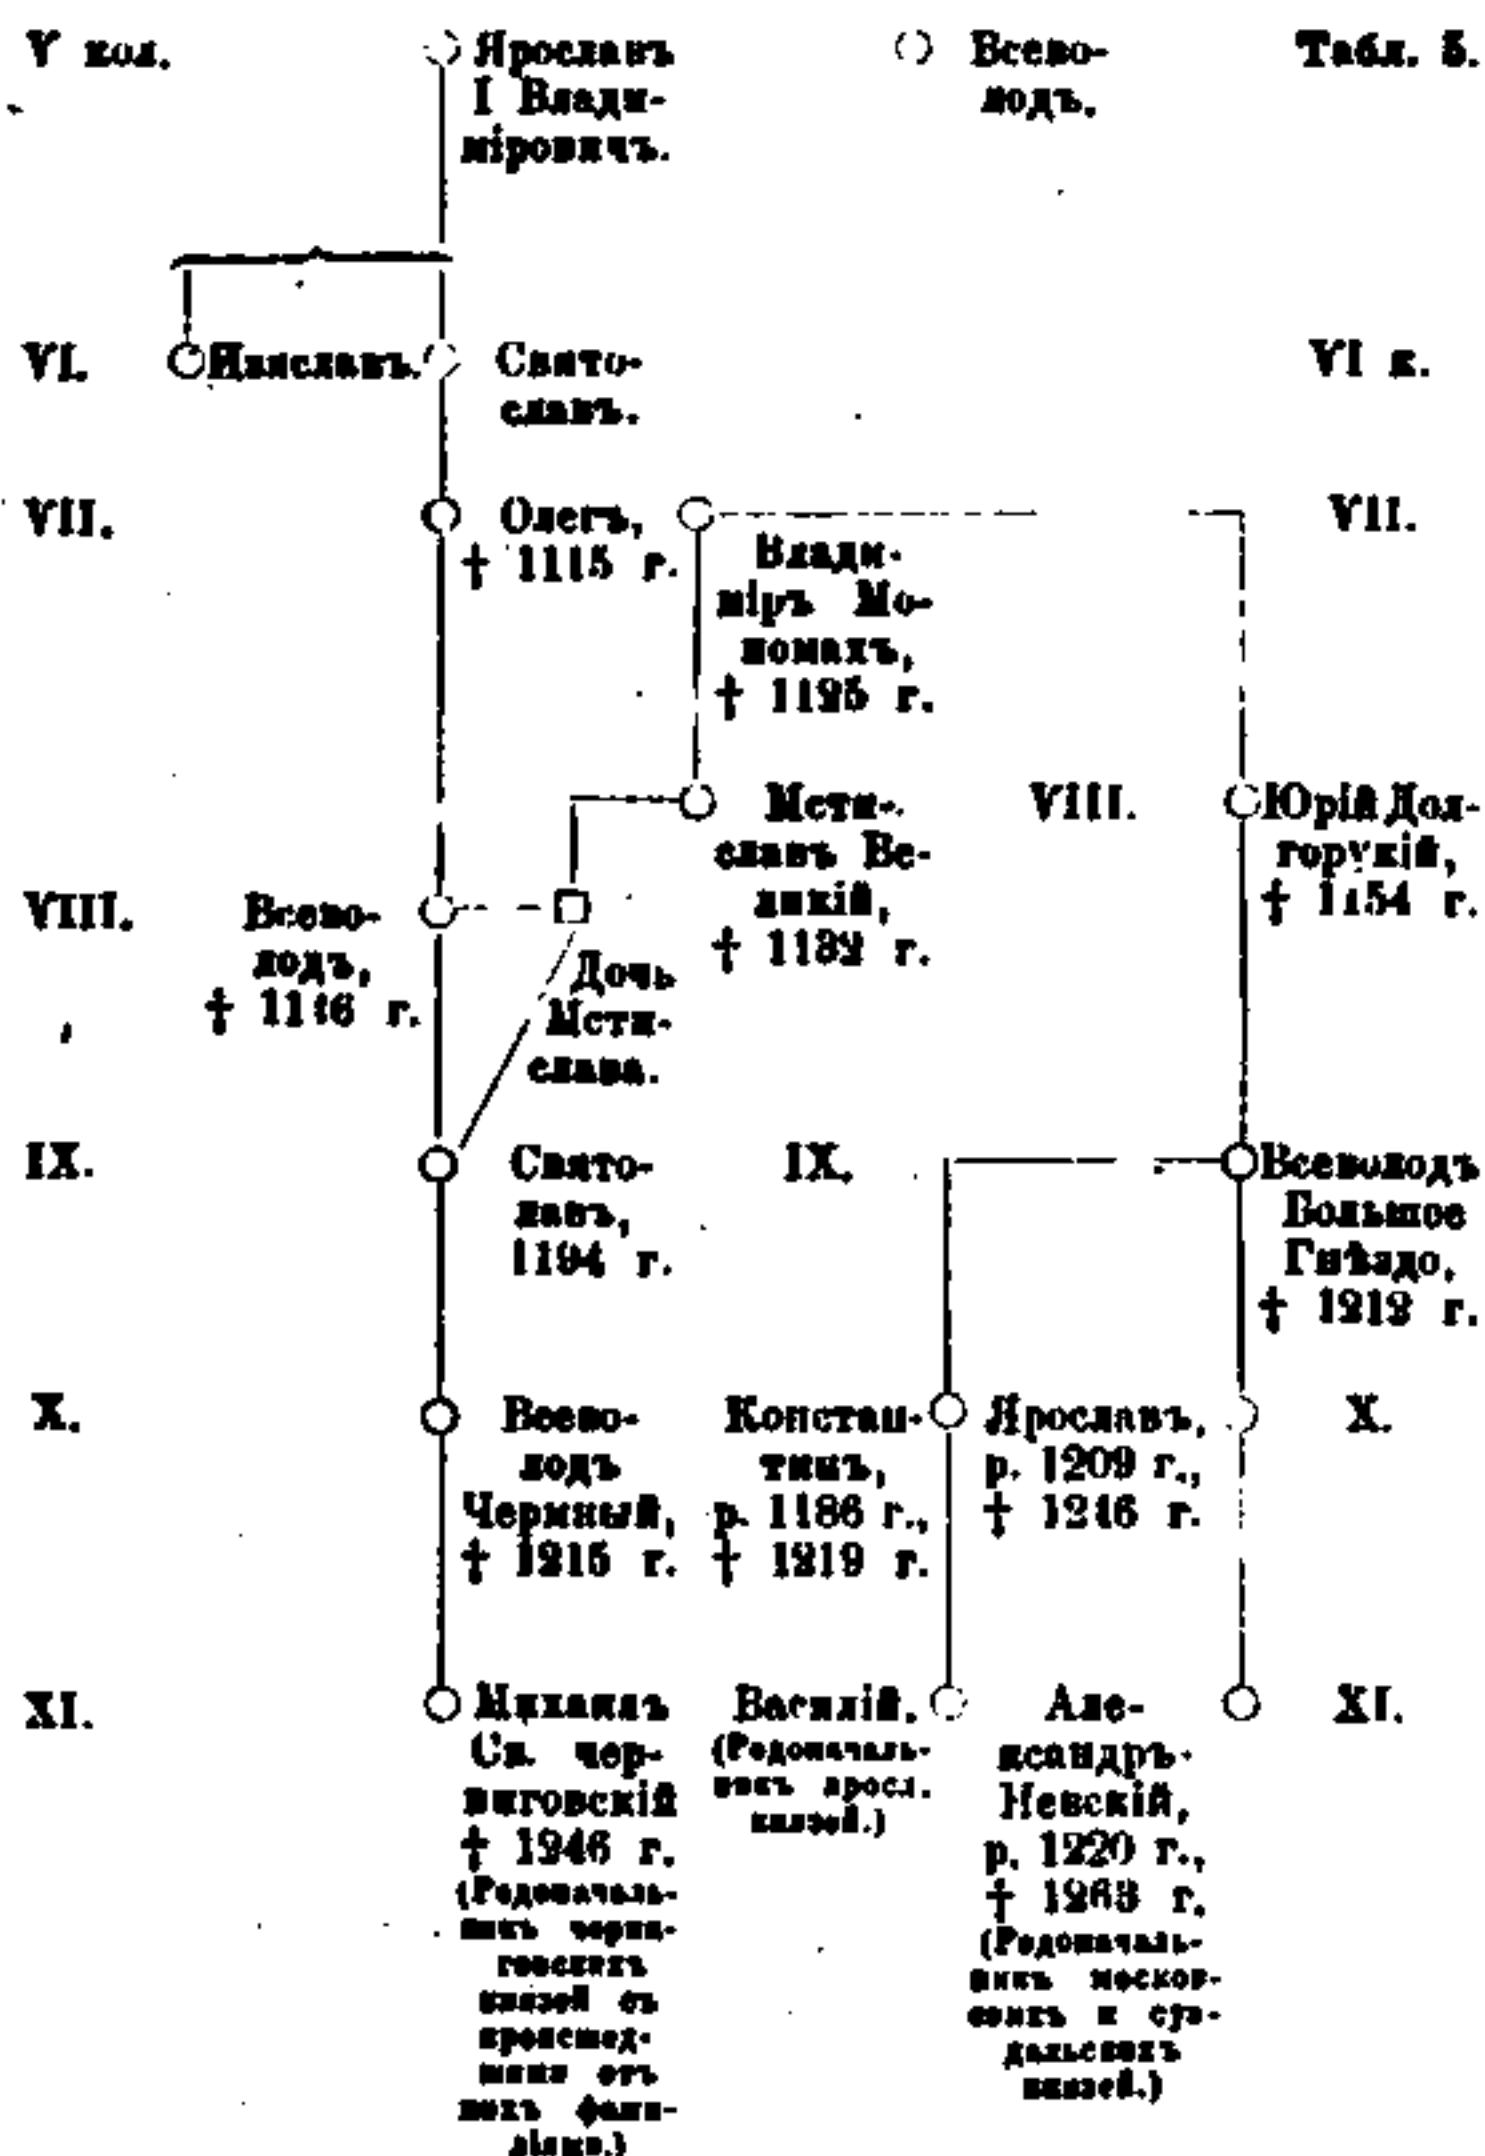 V кол.
Ярославъ
I Влади-
міровичъ.
Всево-
лодъ.
Табл. 5.
VI.
Изяславъ.
Свято-
славъ.
VI к.
VII.
Олегъ,
† 1115 г.
Влади-
міръ Мо-
номахъ,
† 1125 г.
VII.
Мсти-
славъ Ве-
ликій,
† 1132 г.
VIII.
Юрій Дол-
горукій,
† 1154 г.
VIII.
Всево-
лодъ,
† 1146 г.
Дочь
Мсти-
слава.
IX.
Свято-
лавъ,
1194 г.
IX.
Всеволодъ
Большое
Гнѣздо,
† 1212 г.
X.
Всево-
лодъ
Чермный,
† 1215 г.
Констан-
тинъ,
р. 1186 г.,
† 1219 г.
Ярославъ,
р. 1209 г.,
† 1246 г.
X.
XI.
Михаилъ
Св. чер-
ниговскій
† 1246 г.
(Родоначаль-
никъ черни-
говскихъ
князей съ
происшед-
шими отъ
нихъ фами-
ліями.)
Василій.
(Родоначаль-
никъ яросл.
князей.)
Але-
ксандръ
Невскій,
р. 1220 г.,
† 1263 г.
(Родоначаль-
никъ москов-
скихъ и суз-
дальскихъ
князей.)
XI.